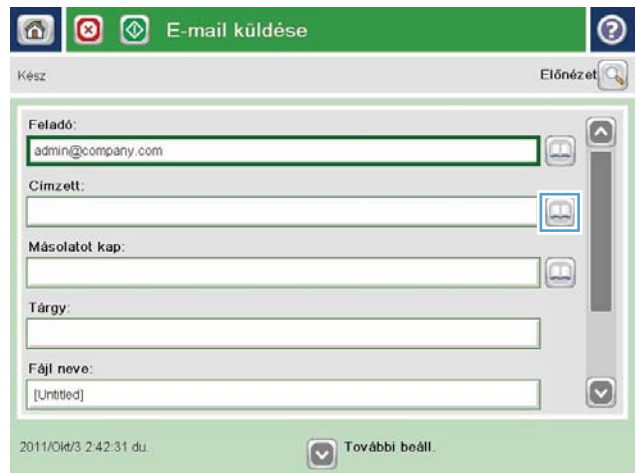 E-mail küldése
Kész
Előnézet
Feladó:
admin@company.com
Címzett:
Másolatot kap:
Tárgy:
Fájl neve:
[Untitled]
2011/Okt/3 2:42:31 du.
További beáll.